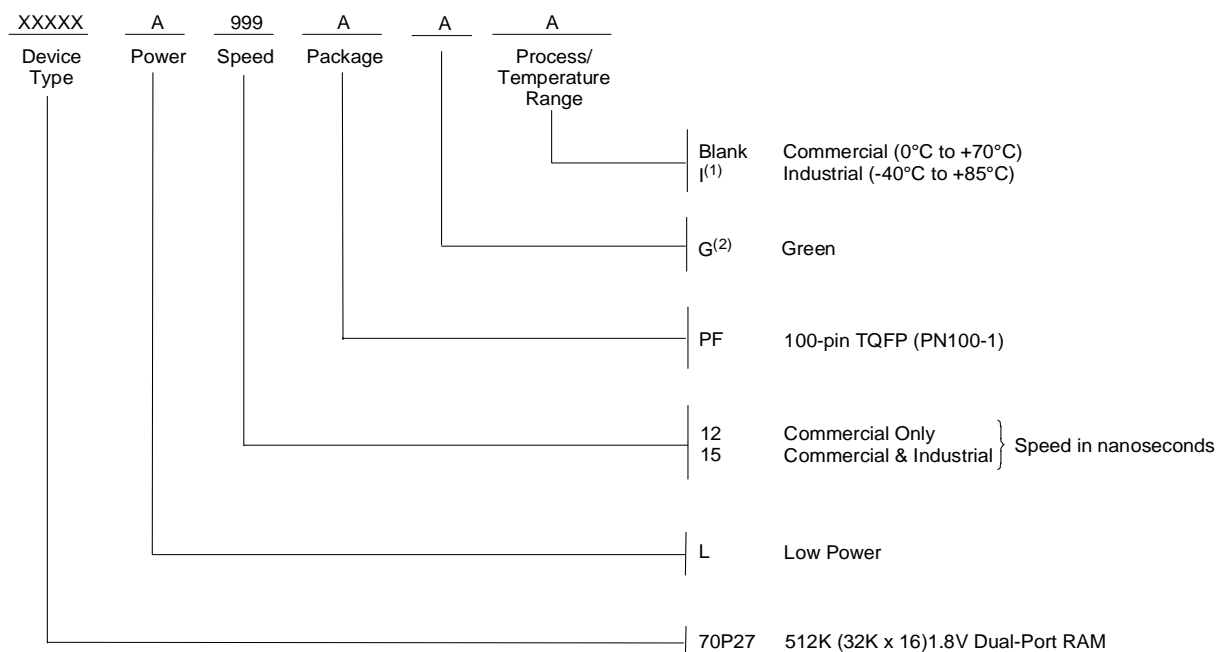 XXXXX A 999 A A A
Device Type Power Speed Package Process/ Temperature Range
Blank Commercial (0°C to +70°C)
I(1) Industrial (-40°C to +85°C)
G(2) Green
PF 100-pin TQFP (PN100-1)
12 Commercial Only
15 Commercial & Industrial
Speed in nanoseconds
L Low Power
70P27 512K (32K x 16)1.8V Dual-Port RAM